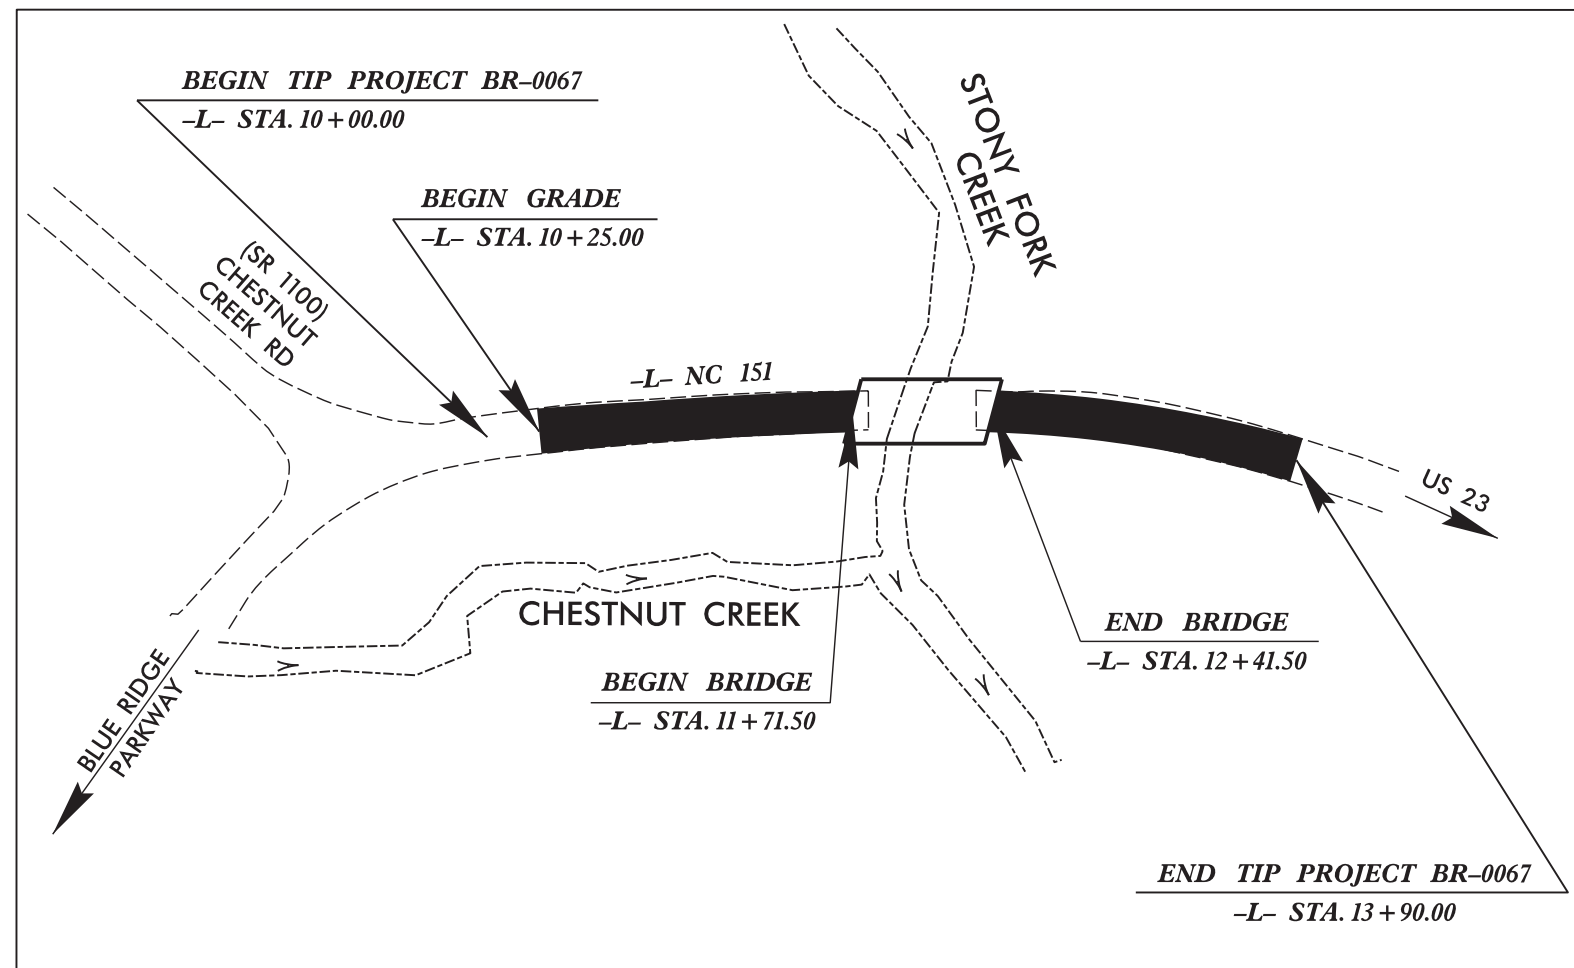 BEGIN TIP PROJECT BR–0067
–L– STA. 10+00.00
BEGIN GRADE
–L– STA. 10+25.00
STONY FORK
CREEK
(SR 1100)
CHESTNUT
CREEK RD
–L– NC 151
US 23
CHESTNUT CREEK
END BRIDGE
–L– STA. 12+41.50
BEGIN BRIDGE
–L– STA. 11+71.50
BLUE RIDGE
PARKWAY
END TIP PROJECT BR–0067
–L– STA. 13+90.00